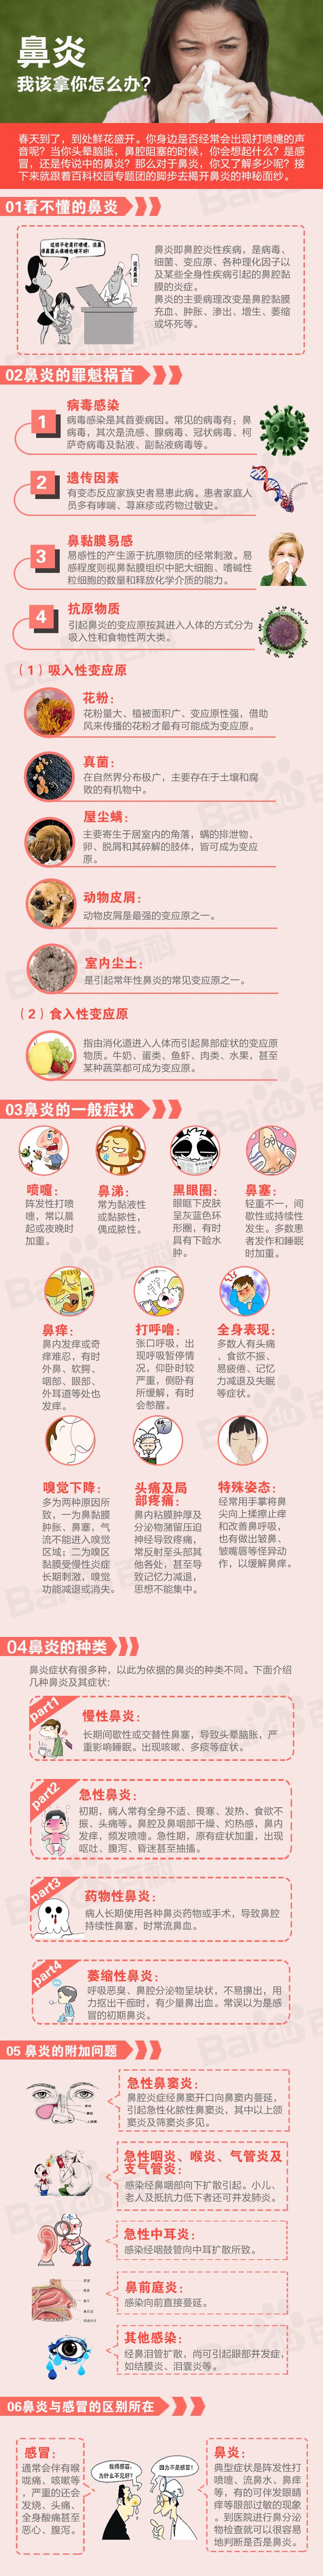 鼻炎
我该拿你怎么办?
春天到了，到处鲜花盛开。你身边是否经常会出现打喷嚏的声
音呢？当你头晕脑胀，鼻腔阻塞的时候，你会想起什么？是感
冒，还是传说中的鼻炎？那么对于鼻炎，你又了解多少呢？接
下来就跟着百科校园专题团的脚步去揭开鼻炎的神秘面纱。
01看不懂的鼻炎
鼻炎即鼻腔炎性疾病，是病毒、
细菌、变应原、各种理化因子以
及某些全身性疾病引起的鼻腔黏
膜的炎症。
鼻炎的主要病理改变是鼻腔黏膜
充血、肿胀、渗出、增生、萎缩
或坏死等。
02鼻炎的罪魁祸首
1
病毒感染
病毒感染是其首要病因。常见的病毒有：鼻
病毒，其次是流感、腺病毒、冠状病毒、柯
萨奇病毒及黏液、副黏液病毒等。
2
遗传因素
有变态反应家族史者易患此病。患者家庭人
员多有哮喘、荨麻疹或药物过敏史。
3
鼻黏膜易感
易感性的产生源于抗原物质的经常刺激。易
感程度则视鼻黏膜组织中肥大细胞、嗜碱性
粒细胞的数量和释放化学介质的能力。
4
抗原物质
引起鼻炎的变应原按其进入人体的方式分为
吸入性和食物性两大类。
（1）吸入性变应原
花粉：
花粉量大、植被面积广、变应原性强，借助
风来传播的花粉才最有可能成为变应原。
真菌：
在自然界分布极广，主要存在于土壤和腐
败的有机物中。
屋尘螨：
主要寄生于居室内的角落，螨的排泄物、
卵、脱屑和其碎解的肢体，皆可成为变应
原。
动物皮屑：
动物皮屑是最强的变应原之一。
室内尘土：
是引起常年性鼻炎的常见变应原之一。
（2）食入性变应原
指由消化道进入人体而引起鼻部症状的变应原
物质。牛奶、蛋类、鱼虾、肉类、水果，甚至
某种蔬菜都可成为变应原。
03鼻炎的一般症状
喷嚏：
阵发性打喷
嚏，常以晨
起或夜晚时
加重。
鼻涕：
常为黏液性
或黏脓性，
偶成脓性。
黑眼圈：
眼眶下皮肤
呈灰蓝色环
形圈，有时
具有下睑水
肿。
鼻塞：
轻重不一，间
歇性或持续性
发生。多数患
者发作和睡眠
时加重。
鼻痒：
鼻内发痒或奇
痒难忍，有时
外鼻、软腭、
咽部、眼部、
外耳道等处也
发痒。
打呼噜：
张口呼吸，出
现呼吸暂停情
况，仰卧时较
严重，侧卧有
所缓解，有时
会憋醒。
全身表现：
多数人有头痛
、食欲不振、
易疲倦、记忆
力减退及失眠
等症状。
嗅觉下降：
多为两种原因所
致，一为鼻黏膜
肿胀、鼻塞，气
流不能进入嗅觉
区域；二为嗅区
黏膜受慢性炎症
长期刺激，嗅觉
功能减退或消失。
头痛及局
部疼痛：
鼻内粘膜肿厚及
分泌物潴留压迫
神经导致疼痛，
常反射至头部其
他各处，甚至导
致记忆力减退，
思想不能集中。
特殊姿态：
经常用手掌将鼻
尖向上揉擦止痒
和改善鼻呼吸，
也有做出皱鼻、
皱嘴唇等怪异动
作，以缓解鼻痒。
04鼻炎的种类
鼻炎症状有很多种，以此为依据的鼻炎的种类不同。下面介绍
几种鼻炎及其症状：
part1
慢性鼻炎：
长期间歇性或交替性鼻塞，导致头晕脑胀，严
重影响睡眠。出现咳嗽、多痰等症状。
part2
急性鼻炎：
初期，病人常有全身不适、畏寒、发热、食欲不
振、头痛等。鼻腔及鼻咽部干燥、灼热感，鼻内
发痒，频发喷嚏。急性期，原有症状加重，出现
呕吐、腹泻、昏迷甚至抽搐。
part3
药物性鼻炎：
病人长期使用各种鼻炎药物或手术，导致鼻腔
持续性鼻塞，时常流鼻血。
part4
萎缩性鼻炎：
呼吸恶臭、鼻腔分泌物呈块状，不易擤出，用
力抠出干痂时，有少量鼻出血。常误以为是感
冒的初期鼻炎。
05 鼻炎的附加问题
急性鼻窦炎：
鼻腔炎症经鼻窦开口向鼻窦内蔓延，
引起急性化脓性鼻窦炎，其中以上颌
窦炎及筛窦炎多见。
急性咽炎、喉炎、气管炎及
支气管炎：
感染经鼻咽部向下扩散引起。小儿、
老人及抵抗力低下者还可并发肺炎。
急性中耳炎：
感染经咽鼓管向中耳扩散所致。
鼻前庭炎：
感染向前直接蔓延。
其他感染：
经鼻泪管扩散，尚可引起眼部并发症，
如结膜炎、泪囊炎等。
06鼻炎与感冒的区别所在
感冒：
通常会伴有喉
咙痛、咳嗽等
，严重的还会
发烧、头痛、
全身酸痛甚至
恶心、腹泻。
我得感冒，
为什么不见好？
因为不是感冒！
鼻炎：
典型症状是阵发性打
喷嚏、流鼻水、鼻痒
等，有的可伴发眼睛
痒等眼部过敏的现象
。到医院进行鼻分泌
物检查就可以很容易
地判断是否是鼻炎。